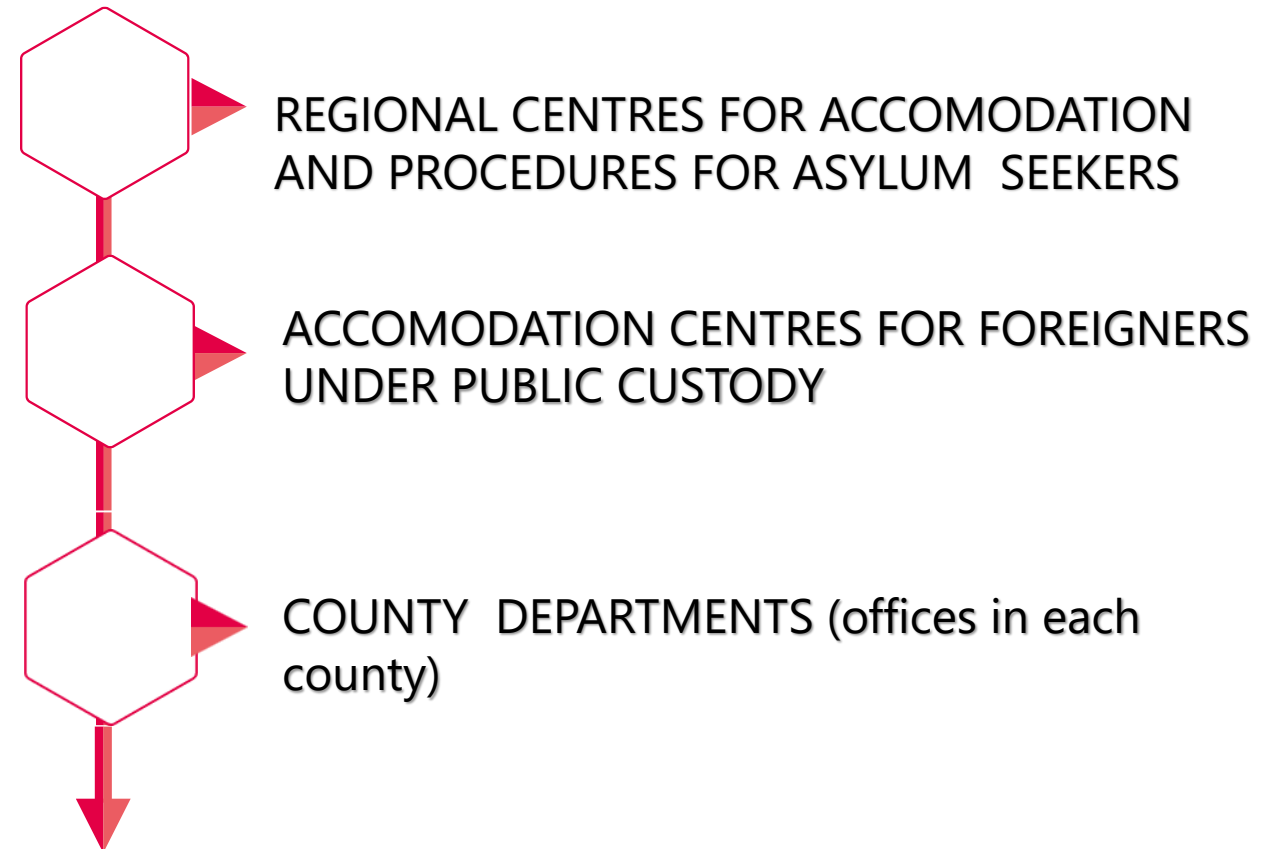 REGIONAL CENTRES FOR ACCOMODATION
AND PROCEDURES FOR ASYLUM  SEEKERS
ACCOMODATION CENTRES FOR FOREIGNERS
UNDER PUBLIC CUSTODY
COUNTY  DEPARTMENTS (offices in each
county)